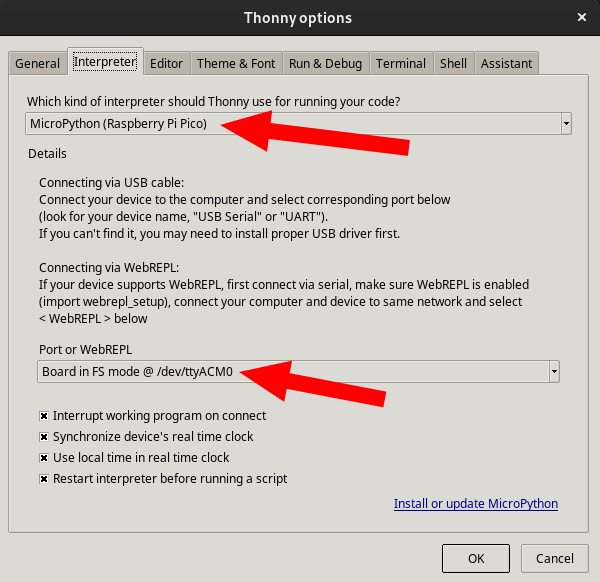 Thonny options
General Interpreter Editor Theme & Font Run & Debug Terminal Shell Assistant
Which kind of interpreter should Thonny use for running your code?
MicroPython (Raspberry Pi Pico)
Details
Connecting via USB cable:
Connect your device to the computer and select corresponding port below
(look for your device name, "USB Serial" or "UART").
If you can't find it, you may need to install proper USB driver first.
Connecting via WebREPL:
If your device supports WebREPL, first connect via serial, make sure WebREPL is enabled
(import webrepl_setup), connect your computer and device to same network and select
< WebREPL > below
Port or WebREPL
Board in FS mode @ /dev/ttyACM0
Interrupt working program on connect
Synchronize device's real time clock
Use local time in real time clock
Restart interpreter before running a script
Install or update MicroPython
OK Cancel